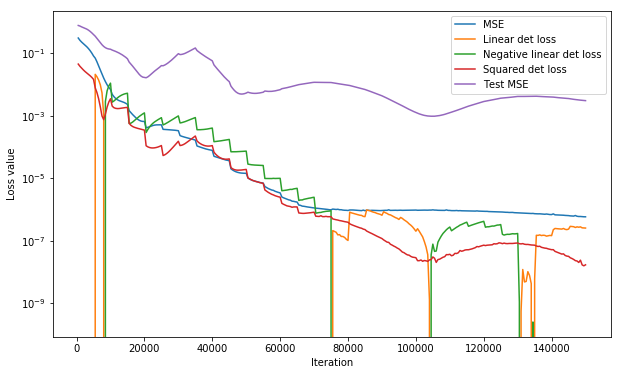 MSE
Linear det loss
Negative linear det loss
Squared det loss
Test MSE
Loss value
10⁻¹
10⁻³
10⁻⁵
10⁻⁷
10⁻⁹
0 20000 40000 60000 80000 100000 120000 140000
Iteration